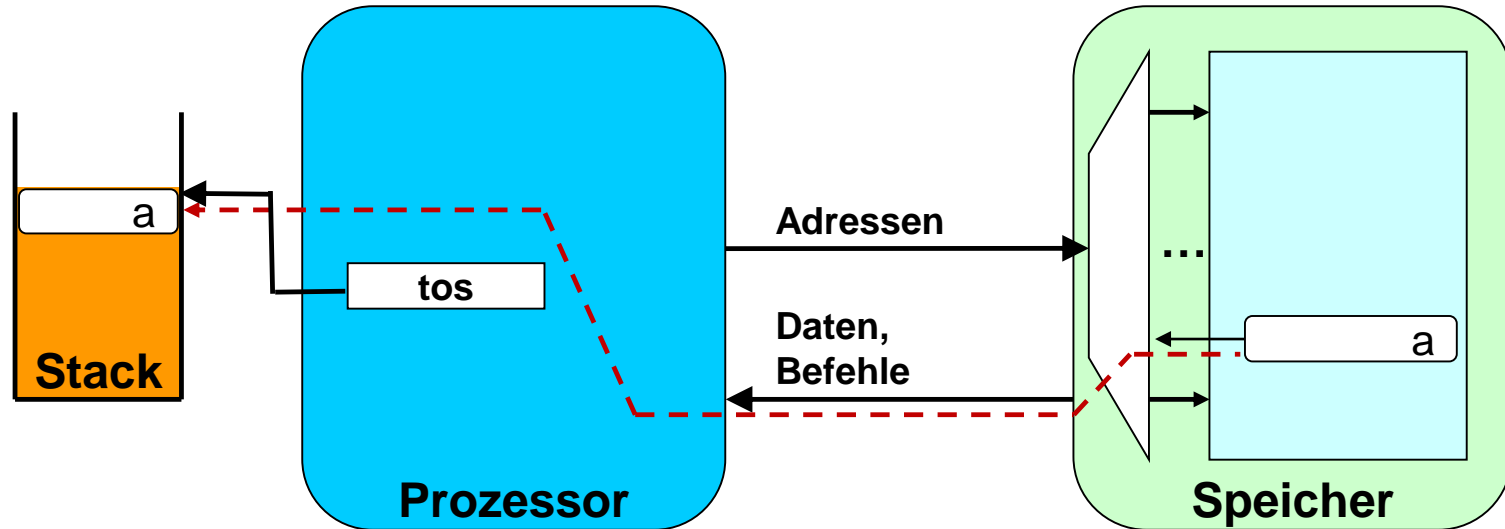 a
Stack
tos
Prozessor
Adressen
Daten,
Befehle
...
a
Speicher